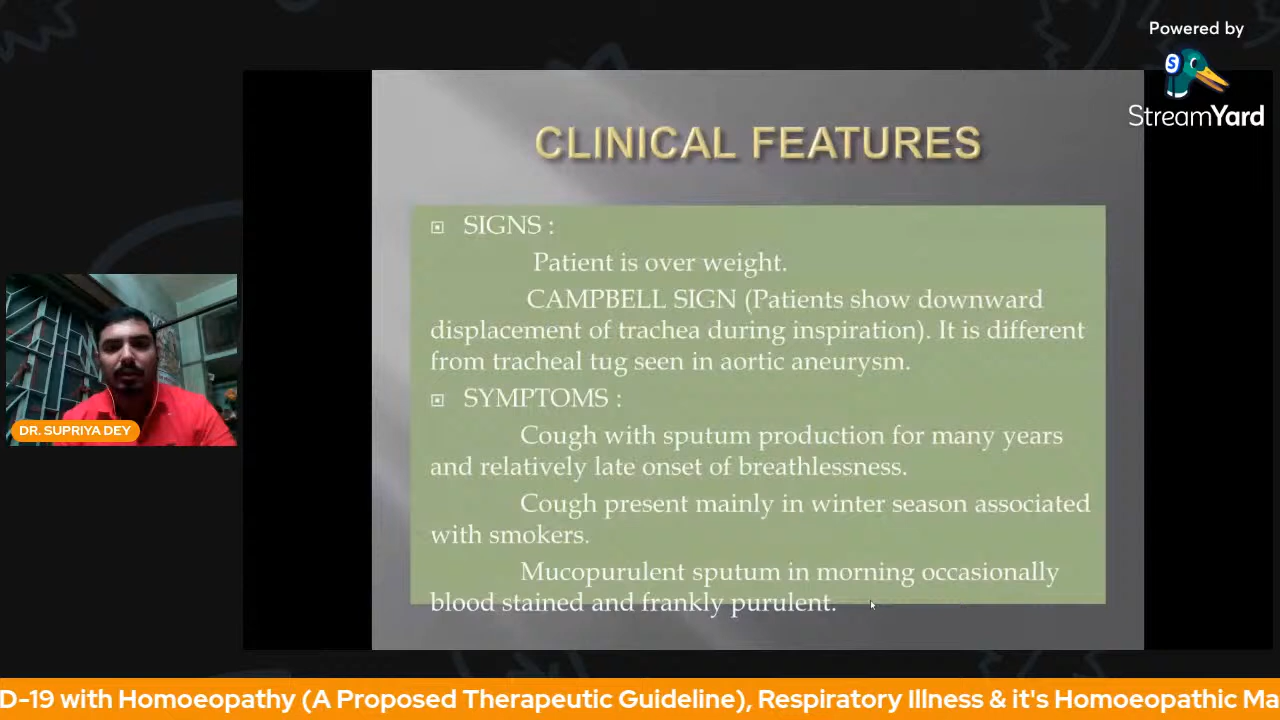 Powered by
S
StreamYard
CLINICAL FEATURES
SIGNS :
Patient is over weight.
CAMPBELL SIGN (Patients show downward
displacement of trachea during inspiration). It is different
from tracheal tug seen in aortic aneurysm.
SYMPTOMS :
Cough with sputum production for many years
and relatively late onset of breathlessness.
Cough present mainly in winter season associated
with smokers.
Mucopurulent sputum in morning occasionally
blood stained and frankly purulent.
DR. SUPRIYA DEY
D-19 with Homoeopathy (A Proposed Therapeutic Guideline), Respiratory Illness & it's Homoeopathic Ma